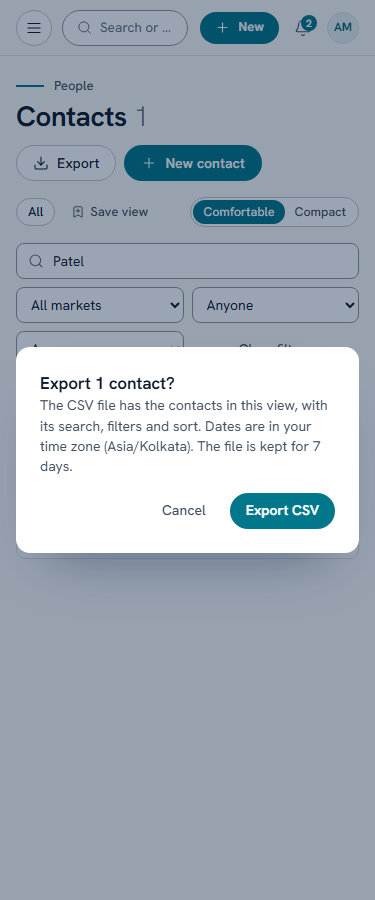 Search or ...
New
2
AM
People
Contacts 1
Export
New contact
All
Save view
Comfortable
Compact
Patel
All markets
Anyone
Export 1 contact?
The CSV file has the contacts in this view, with
its search, filters and sort. Dates are in your
time zone (Asia/Kolkata). The file is kept for 7
days.
Cancel
Export CSV